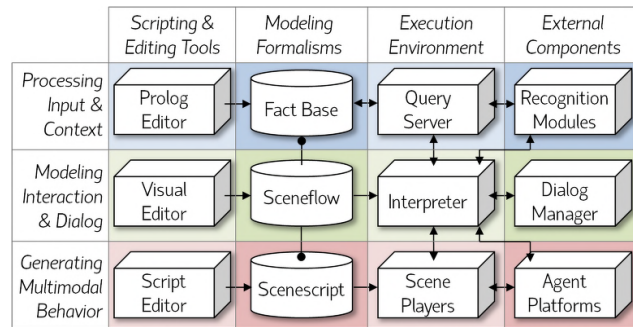 Scripting &
Editing Tools
Modeling
Formalisms
Execution
Environment
External
Components
Processing
Input &
Context
Prolog
Editor
Fact Base
Query
Server
Recognition
Modules
Modeling
Interaction
& Dialog
Visual
Editor
Sceneflow
Interpreter
Dialog
Manager
Generating
Multimodal
Behavior
Script
Editor
Scenescript
Scene
Players
Agent
Platforms